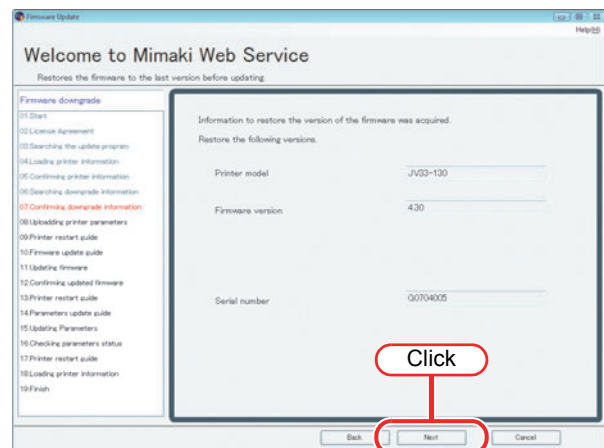 Firmware Update
Help(H)
Welcome to Mimaki Web Service
Restores the firmware to the last version before updating
Firmware downgrade
01.Start
02.License Agreement
03.Searching the update program
04.Loading printer information
05.Confirming printer information
06.Searching downgrade information
07.Confirming downgrade information
08.Uploadding printer parameters
09.Printer restart guide
10.Firmware update guide
11.Updating firmware
12.Confirming updated firmware
13.Printer restart guide
14.Parameters update guide
15.Updating Parameters
16.Checking parameters status
17.Printer restart guide
18.Loading printer information
19.Finish
Information to restore the version of the firmware was acquired.
Restore the following versions.
Printer model JV33-130
Firmware version 4.30
Serial number G0704005
Click
Back Next Cancel